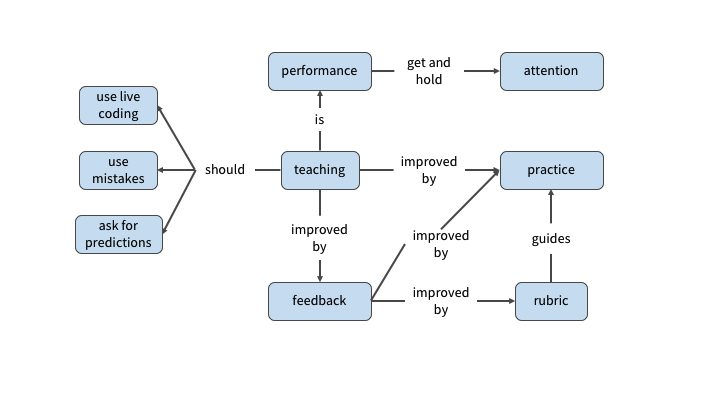 performance
get and
hold
attention
use live
coding
is
use
mistakes
should
teaching
improved
by
practice
ask for
predictions
improved
by
improved
by
guides
feedback
improved
by
rubric